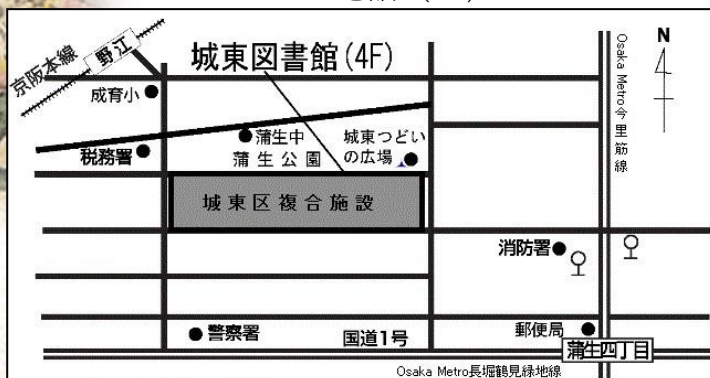 京阪本線
野江
城東図書館(4F)
Osaka Metro今里筋線
N
成育小
蒲生中
税務署
蒲生公園
城東つどい
の広場
城東区複合施設
消防署
警察署
国道1号
郵便局
蒲生四丁目
Osaka Metro長堀鶴見緑地線